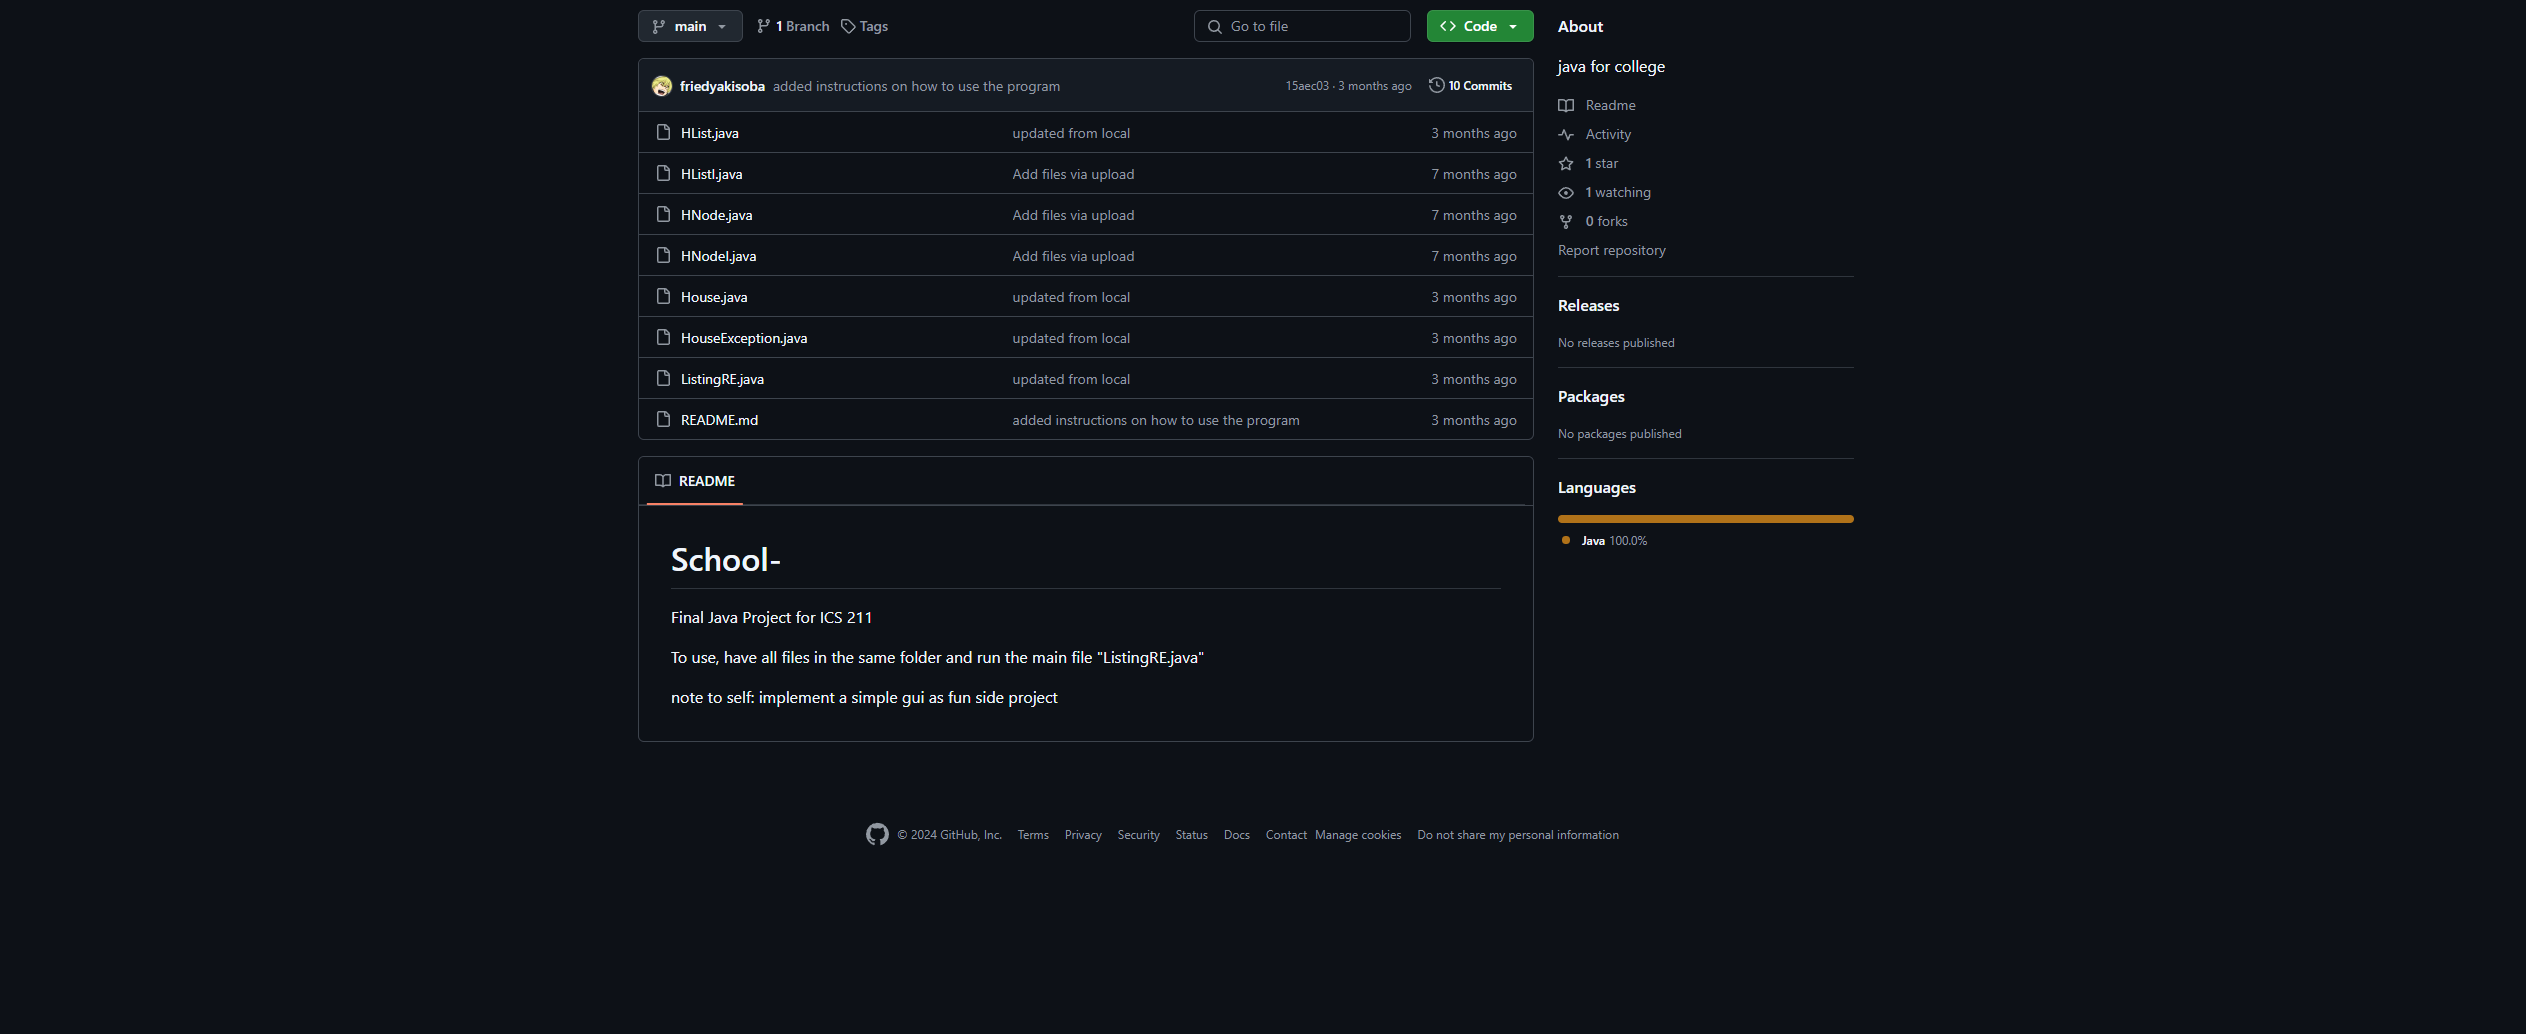 main 1 Branch Tags Go to file Code
friedyakisoba added instructions on how to use the program 15aec03 · 3 months ago 10 Commits
HList.java updated from local 3 months ago
HListI.java Add files via upload 7 months ago
HNode.java Add files via upload 7 months ago
HNodeI.java Add files via upload 7 months ago
House.java updated from local 3 months ago
HouseException.java updated from local 3 months ago
ListingRE.java updated from local 3 months ago
README.md added instructions on how to use the program 3 months ago
README
School-
Final Java Project for ICS 211
To use, have all files in the same folder and run the main file "ListingRE.java"
note to self: implement a simple gui as fun side project
About
java for college
Readme
Activity
1 star
1 watching
0 forks
Report repository
Releases
No releases published
Packages
No packages published
Languages
Java 100.0%
© 2024 GitHub, Inc. Terms Privacy Security Status Docs Contact Manage cookies Do not share my personal information